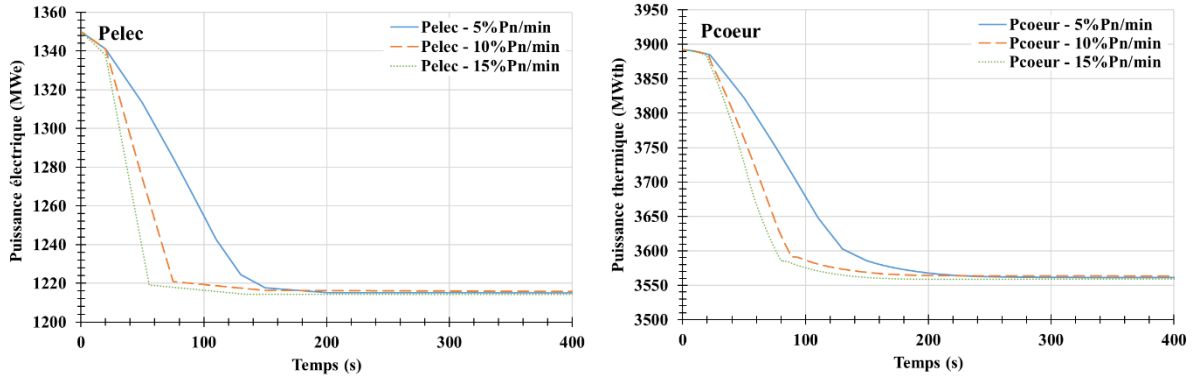 Pelec
Pelec - 5%Pn/min
Pelec - 10%Pn/min
Pelec - 15%Pn/min
Puissance électrique (MWe)
1360
1340
1320
1300
1280
1260
1240
1220
1200
0
100
200
300
400
Temps (s)
Pcoeur
Pcoeur - 5%Pn/min
Pcoeur - 10%Pn/min
Pcoeur - 15%Pn/min
Puissance thermique (MWth)
3950
3900
3850
3800
3750
3700
3650
3600
3550
3500
0
100
200
300
400
Temps (s)